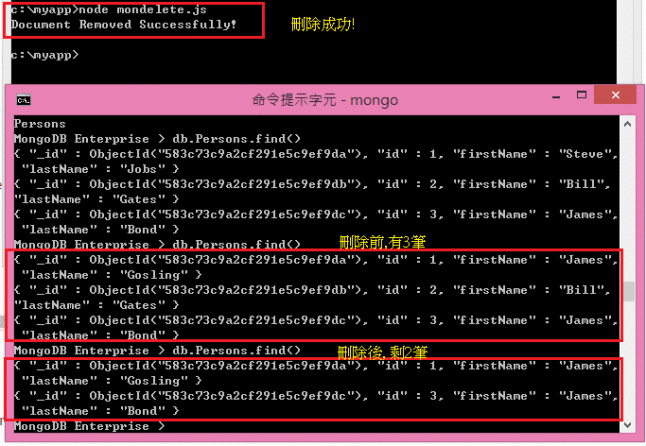 c:\myapp>node mondelete.js
Document Removed Successfully!
刪除成功!
c:\myapp>
命令提示字元 - mongo
Persons
MongoDB Enterprise > db.Persons.find()
{ "_id" : ObjectId("583c73c9a2cf291e5c9ef9da"), "id" : 1, "firstName" : "Steve",
"lastName" : "Jobs" }
{ "_id" : ObjectId("583c73c9a2cf291e5c9ef9db"), "id" : 2, "firstName" : "Bill",
"lastName" : "Gates" }
{ "_id" : ObjectId("583c73c9a2cf291e5c9ef9dc"), "id" : 3, "firstName" : "James",
"lastName" : "Bond" }
MongoDB Enterprise > db.Persons.find()
刪除前,有3筆
{ "_id" : ObjectId("583c73c9a2cf291e5c9ef9da"), "id" : 1, "firstName" : "James",
"lastName" : "Gosling" }
{ "_id" : ObjectId("583c73c9a2cf291e5c9ef9db"), "id" : 2, "firstName" : "Bill",
"lastName" : "Gates" }
{ "_id" : ObjectId("583c73c9a2cf291e5c9ef9dc"), "id" : 3, "firstName" : "James",
"lastName" : "Bond" }
MongoDB Enterprise > db.Persons.find()
刪除後,剩2筆
{ "_id" : ObjectId("583c73c9a2cf291e5c9ef9da"), "id" : 1, "firstName" : "James",
"lastName" : "Gosling" }
{ "_id" : ObjectId("583c73c9a2cf291e5c9ef9dc"), "id" : 3, "firstName" : "James",
"lastName" : "Bond" }
MongoDB Enterprise >